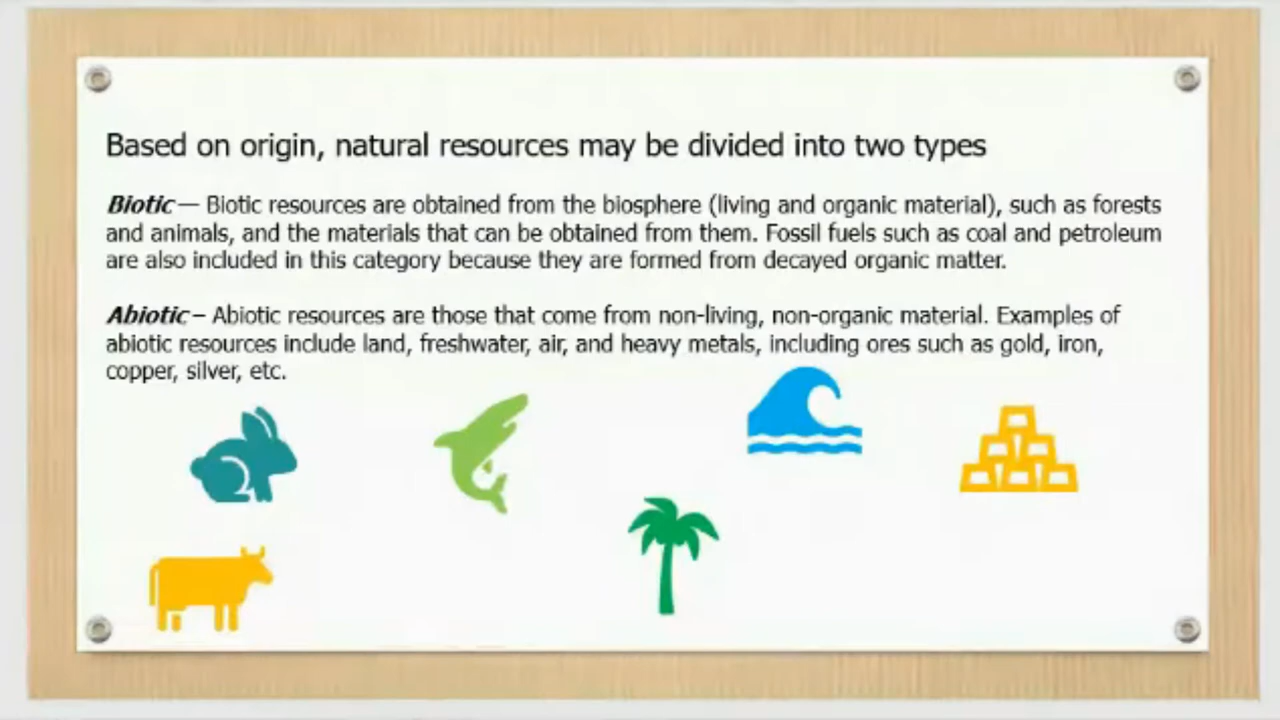 Based on origin, natural resources may be divided into two types
Biotic — Biotic resources are obtained from the biosphere (living and organic material), such as forests
and animals, and the materials that can be obtained from them. Fossil fuels such as coal and petroleum
are also included in this category because they are formed from decayed organic matter.
Abiotic – Abiotic resources are those that come from non-living, non-organic material. Examples of
abiotic resources include land, freshwater, air, and heavy metals, including ores such as gold, iron,
copper, silver, etc.